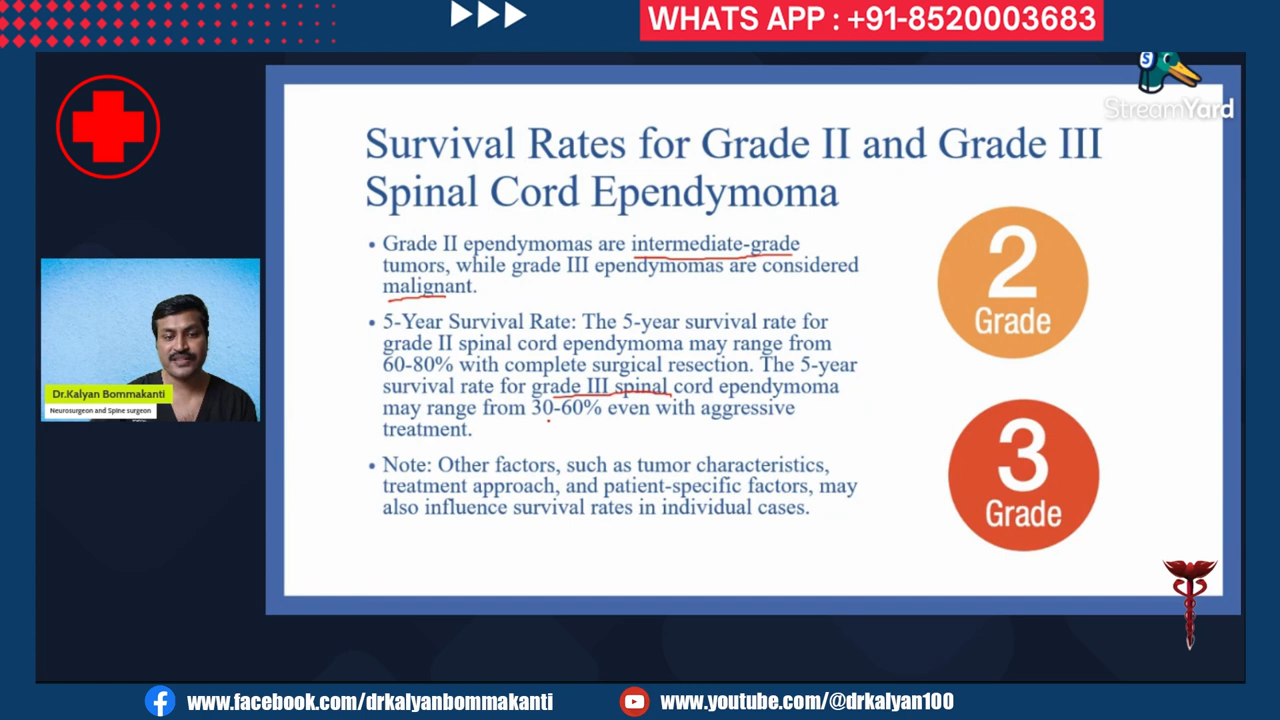 WHATS APP : +91-8520003683
S
StreamYard
Survival Rates for Grade II and Grade III
Spinal Cord Ependymoma
• Grade II ependymomas are intermediate-grade
tumors, while grade III ependymomas are considered
malignant.
• 5-Year Survival Rate: The 5-year survival rate for
grade II spinal cord ependymoma may range from
60-80% with complete surgical resection. The 5-year
survival rate for grade III spinal cord ependymoma
may range from 30-60% even with aggressive
treatment.
• Note: Other factors, such as tumor characteristics,
treatment approach, and patient-specific factors, may
also influence survival rates in individual cases.
2
Grade
3
Grade
Dr.Kalyan Bommakanti
Neurosurgeon and Spine surgeon
www.facebook.com/drkalyanbommakanti
www.youtube.com/@drkalyan100